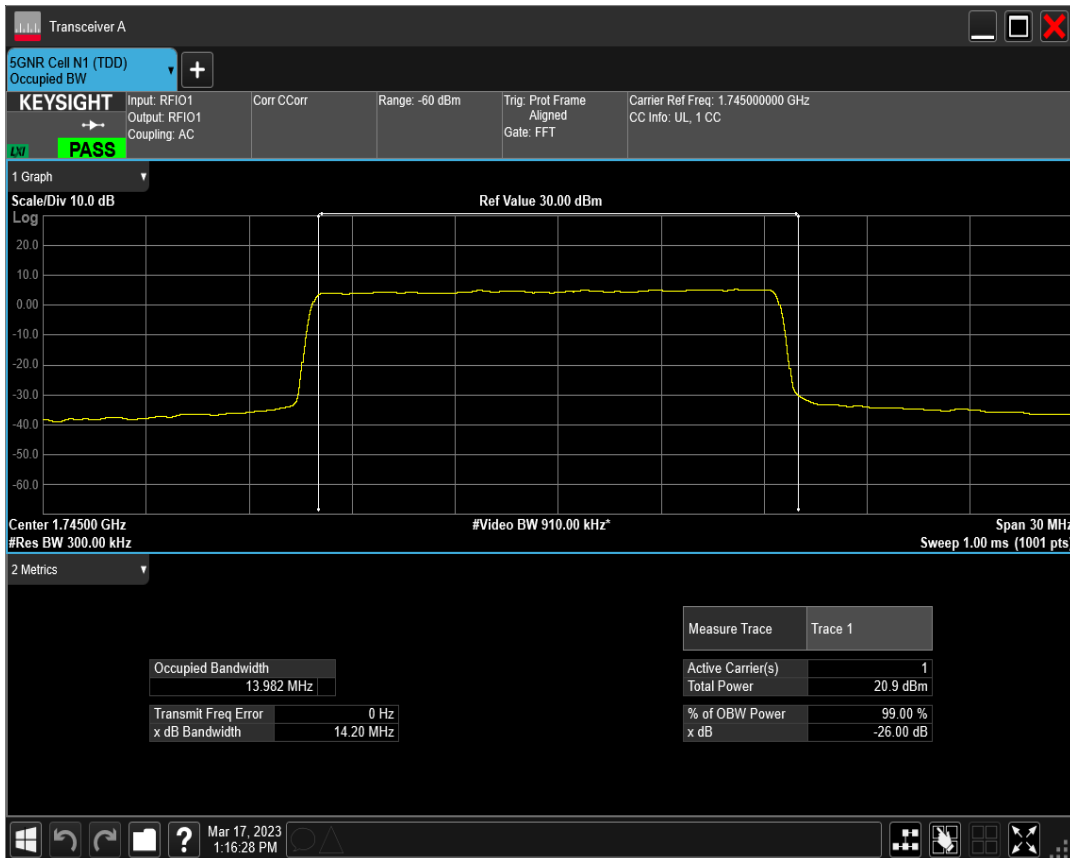 Transceiver A
5GNR Cell N1 (TDD)
Occupied BW
+
KEYSIGHT
LXI
PASS
Input: RFIO1
Output: RFIO1
Coupling: AC
Corr CCorr
Range: -60 dBm
Trig: Prot Frame
Aligned
Gate: FFT
Carrier Ref Freq: 1.745000000 GHz
CC Info: UL, 1 CC
1 Graph
Scale/Div 10.0 dB
Ref Value 30.00 dBm
Log
20.0
10.0
0.00
-10.0
-20.0
-30.0
-40.0
-50.0
-60.0
Center 1.74500 GHz
#Video BW 910.00 kHz*
Span 30 MHz
#Res BW 300.00 kHz
Sweep 1.00 ms (1001 pts)
2 Metrics
Measure Trace Trace 1
Occupied Bandwidth
13.982 MHz
Active Carrier(s) 1
Total Power 20.9 dBm
Transmit Freq Error 0 Hz
x dB Bandwidth 14.20 MHz
% of OBW Power 99.00 %
x dB -26.00 dB
?
Mar 17, 2023
1:16:28 PM